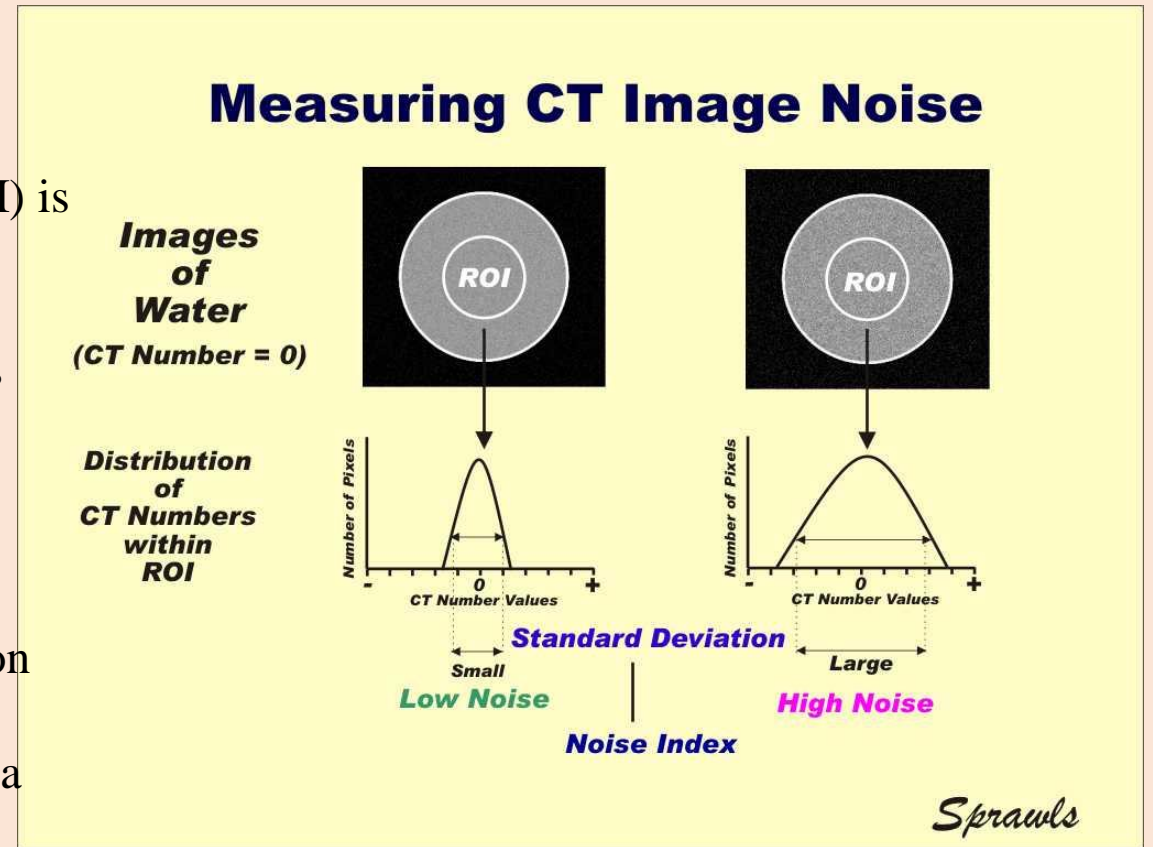 Measuring CT Image Noise
I) is
Images
of
Water
(CT Number = 0)
ROI
ROI
Distribution
of
CT Numbers
within
ROI
Number of Pixels
- 0 +
CT Number Values
Number of Pixels
- 0 +
CT Number Values
Standard Deviation
Small
Low Noise
Large
High Noise
Noise Index
on
a
Sprawls